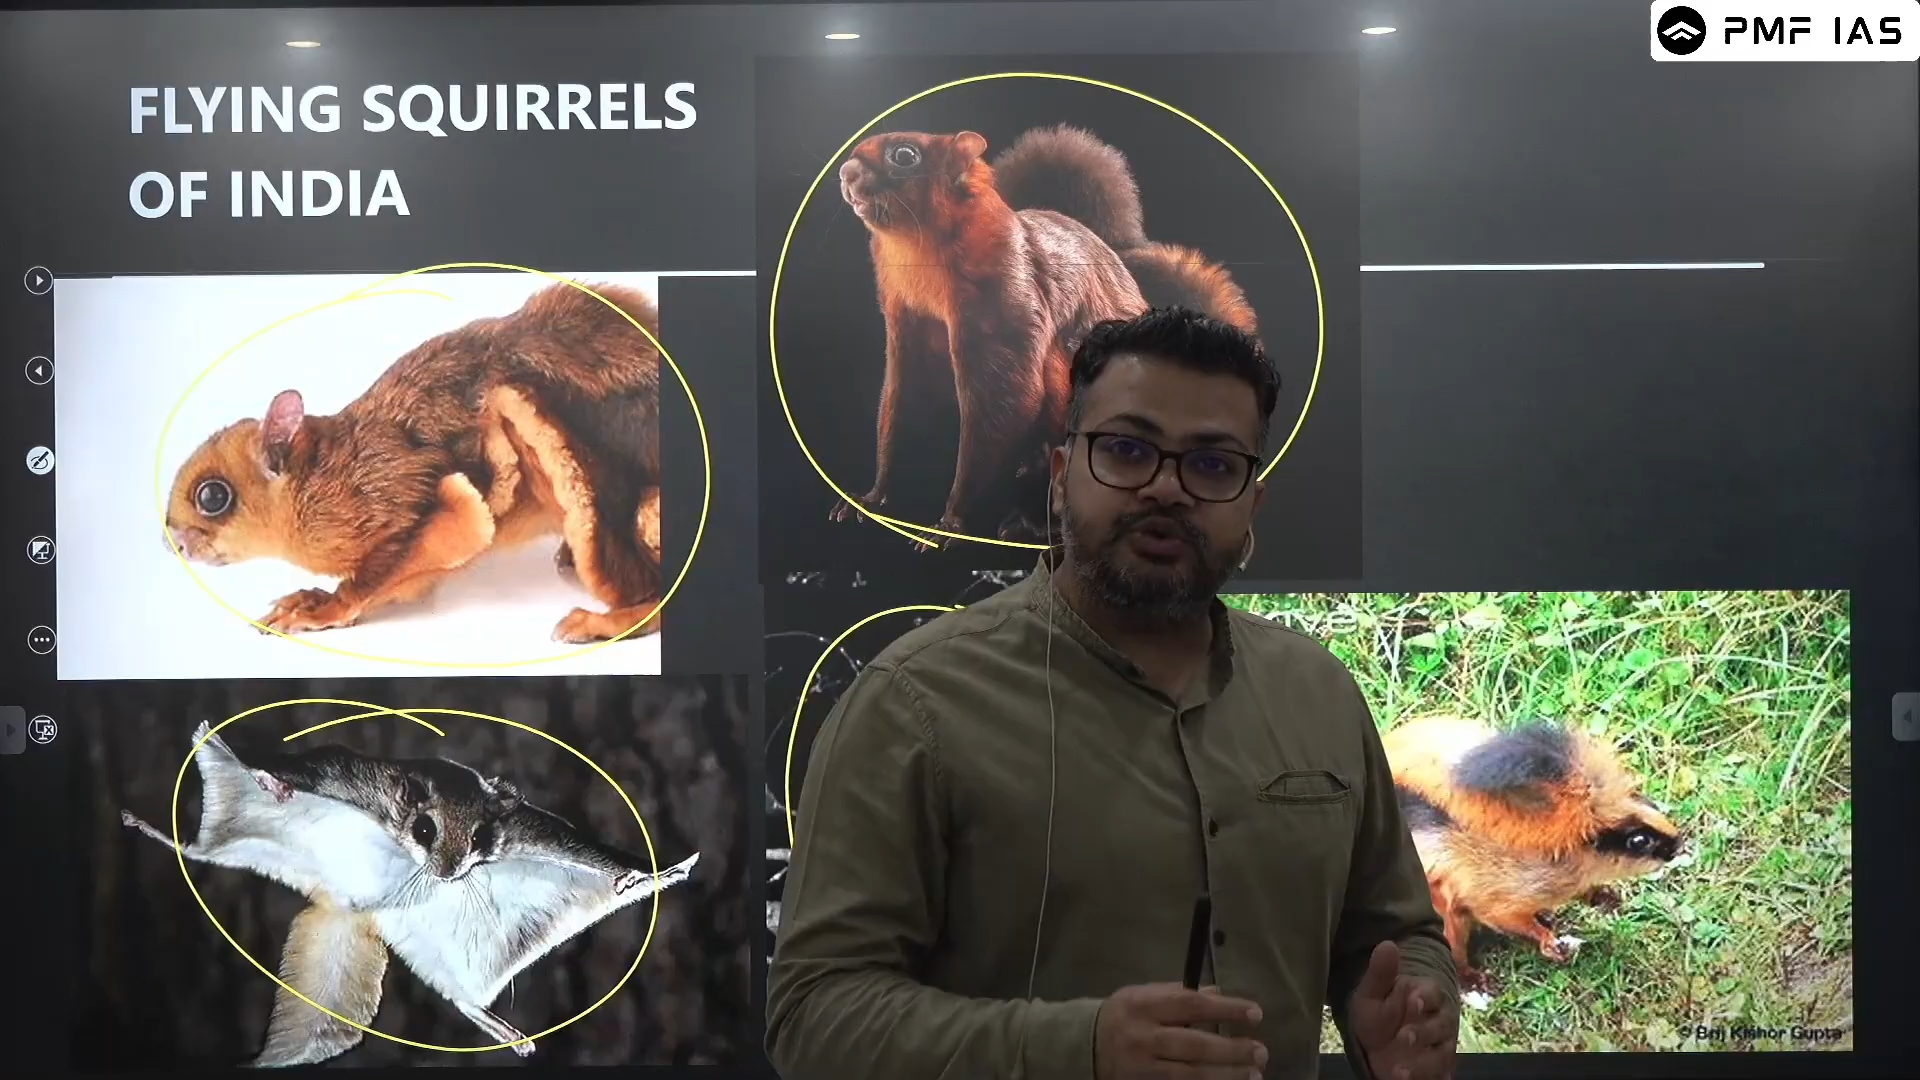 PMF IAS
FLYING SQUIRRELS
OF INDIA
© Brij Kishor Gupta